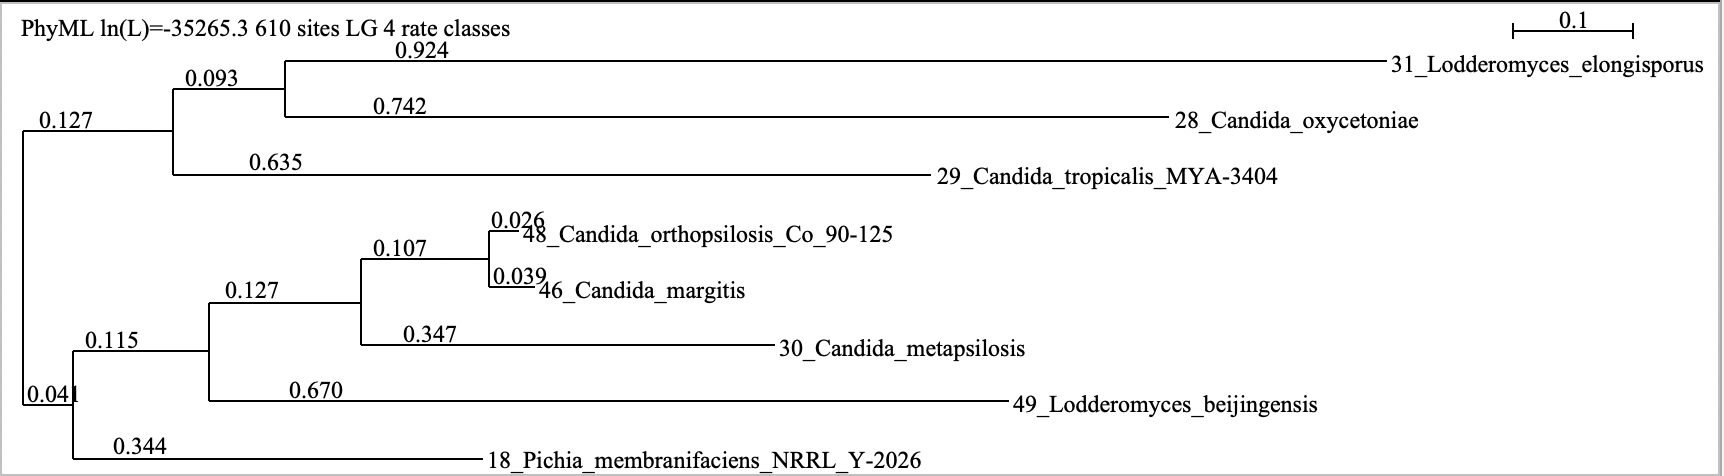 PhyML ln(L)=-35265.3 610 sites LG 4 rate classes
0.1
0.924
31_Lodderomyces_elongisporus
0.093
0.742
28_Candida_oxycetoniae
0.127
0.635
29_Candida_tropicalis_MYA-3404
0.026
48_Candida_orthopsilosis_Co_90-125
0.107
0.039
46_Candida_margitis
0.127
0.347
30_Candida_metapsilosis
0.115
0.670
49_Lodderomyces_beijingensis
0.041
0.344
18_Pichia_membranifaciens_NRRL_Y-2026